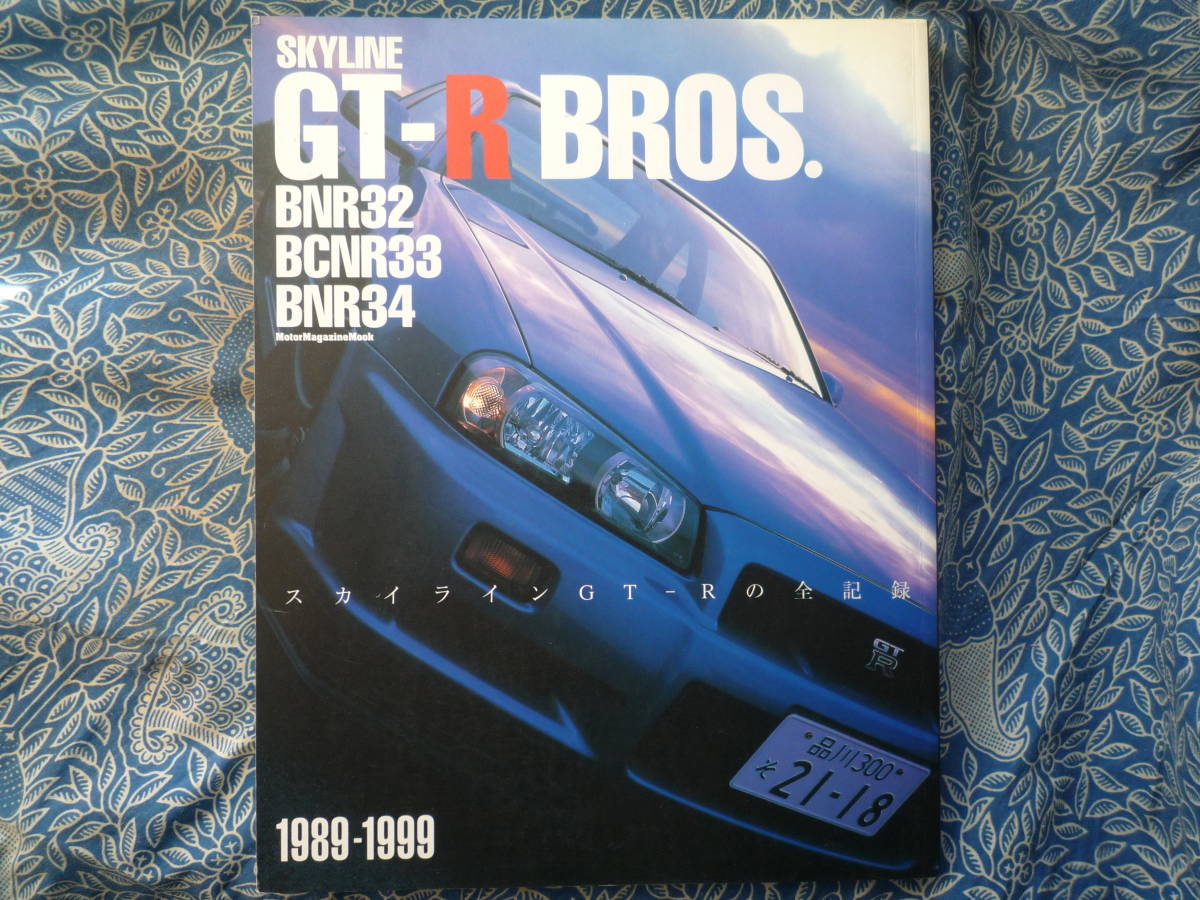 SKYLINE
GT-R BROS.
BNR32
BCNR33
BNR34
MotorMagazineMook
スカイラインGT-Rの全記録
GT
R
品川300
そ 21-18
1989-1999